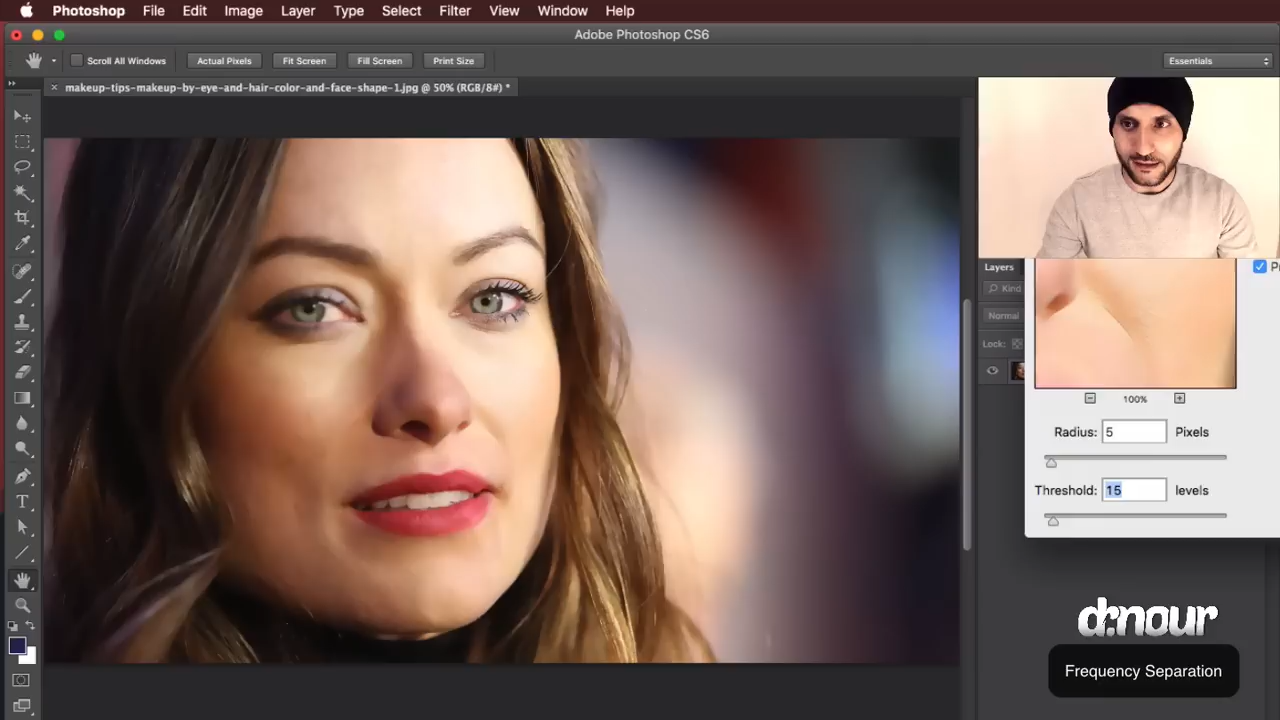 Photoshop File Edit Image Layer Type Select Filter View Window Help
Adobe Photoshop CS6
Scroll All Windows Actual Pixels Fit Screen Fill Screen Print Size Essentials
makeup-tips-makeup-by-eye-and-hair-color-and-face-shape-1.jpg @ 50% (RGB/8#) *
Layers
Kind
Normal
Lock:
100%
Radius: 5 Pixels
Threshold: 15 levels
d:nour
Frequency Separation